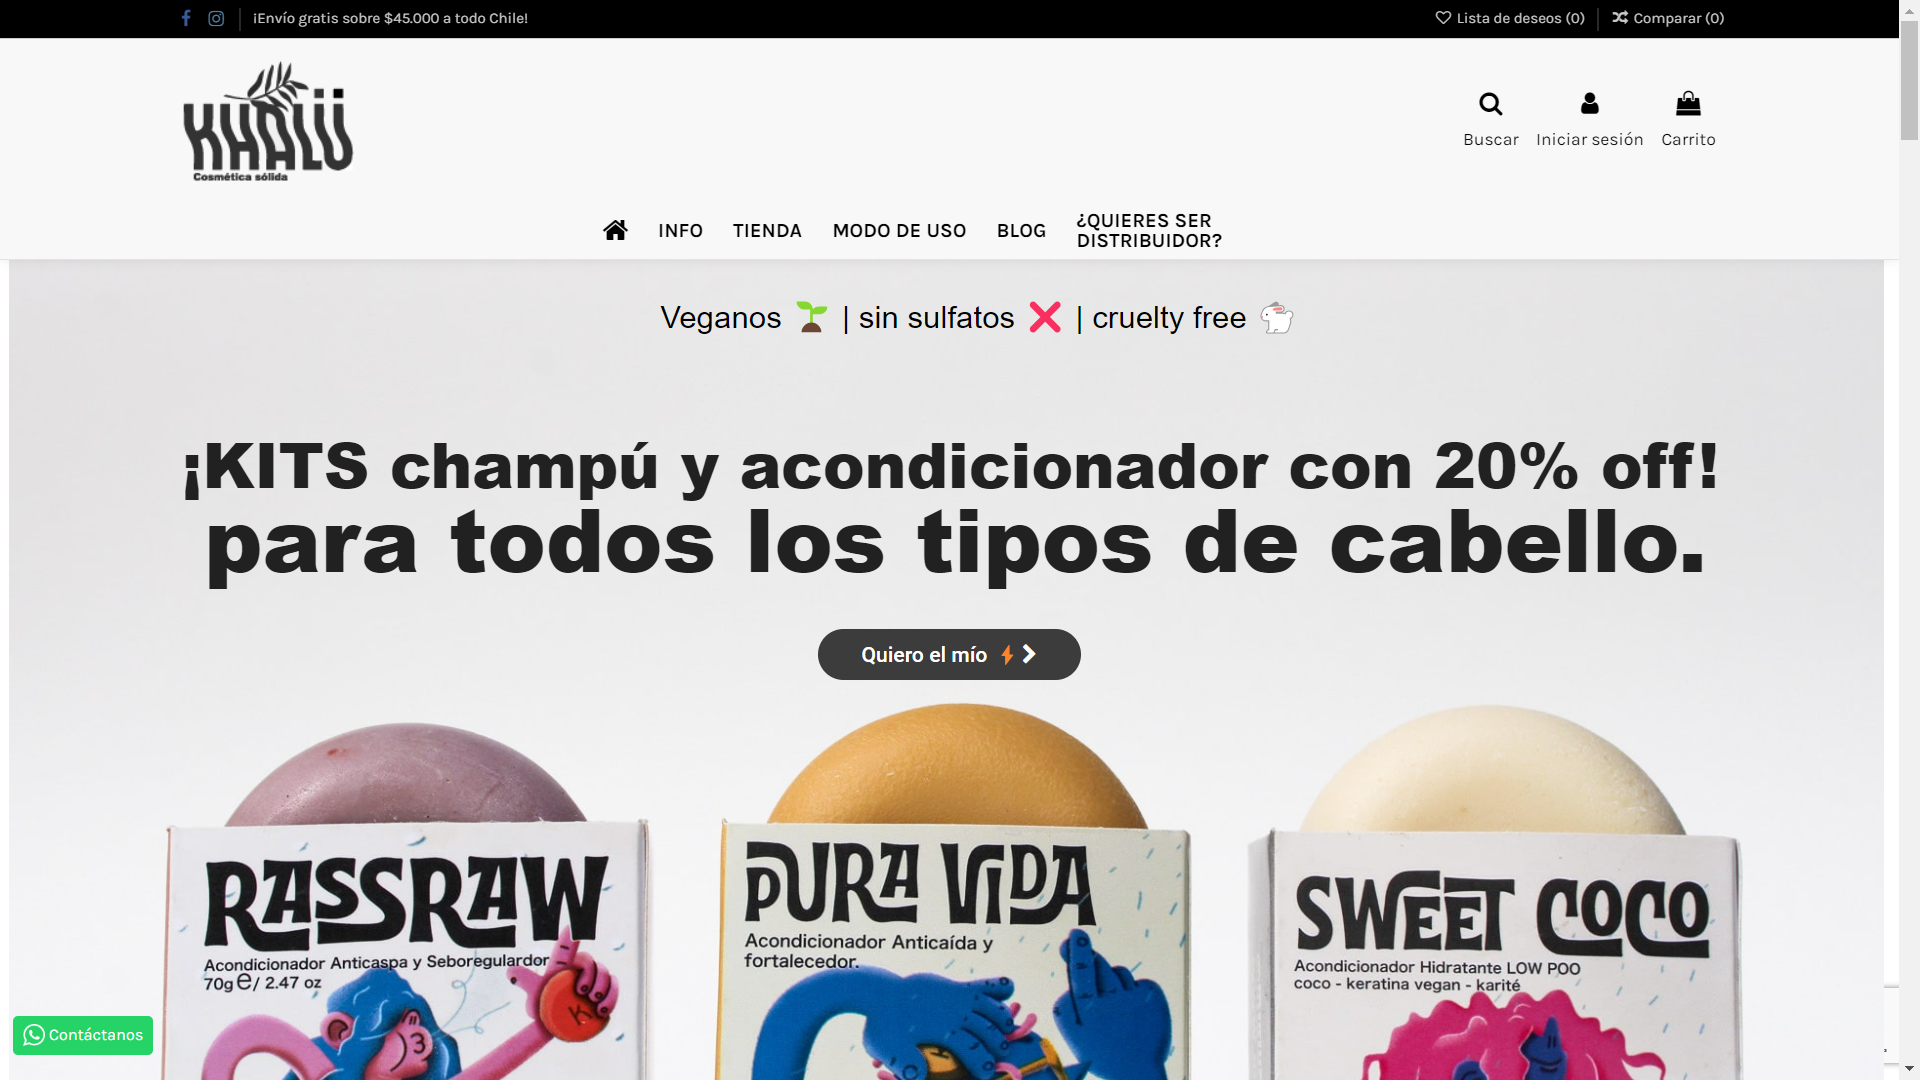 ¡Envío gratis sobre $45.000 a todo Chile!
Lista de deseos (0)
Comparar (0)
KHALÜ
Cosmética sólida
Buscar
Iniciar sesión
Carrito
INFO
TIENDA
MODO DE USO
BLOG
¿QUIERES SER
DISTRIBUIDOR?
Veganos 🌱 | sin sulfatos ❌ | cruelty free 🐇
¡KITS champú y acondicionador con 20% off!
para todos los tipos de cabello.
Quiero el mío
RASSRAW
Acondicionador Anticaspa y Seboregulardor
70g e/ 2.47 oz
K
PURA VIDA
Acondicionador Anticaída y
fortalecedor.
SWEET COCO
Acondicionador Hidratante LOW POO
coco - keratina vegan - karité
Contáctanos